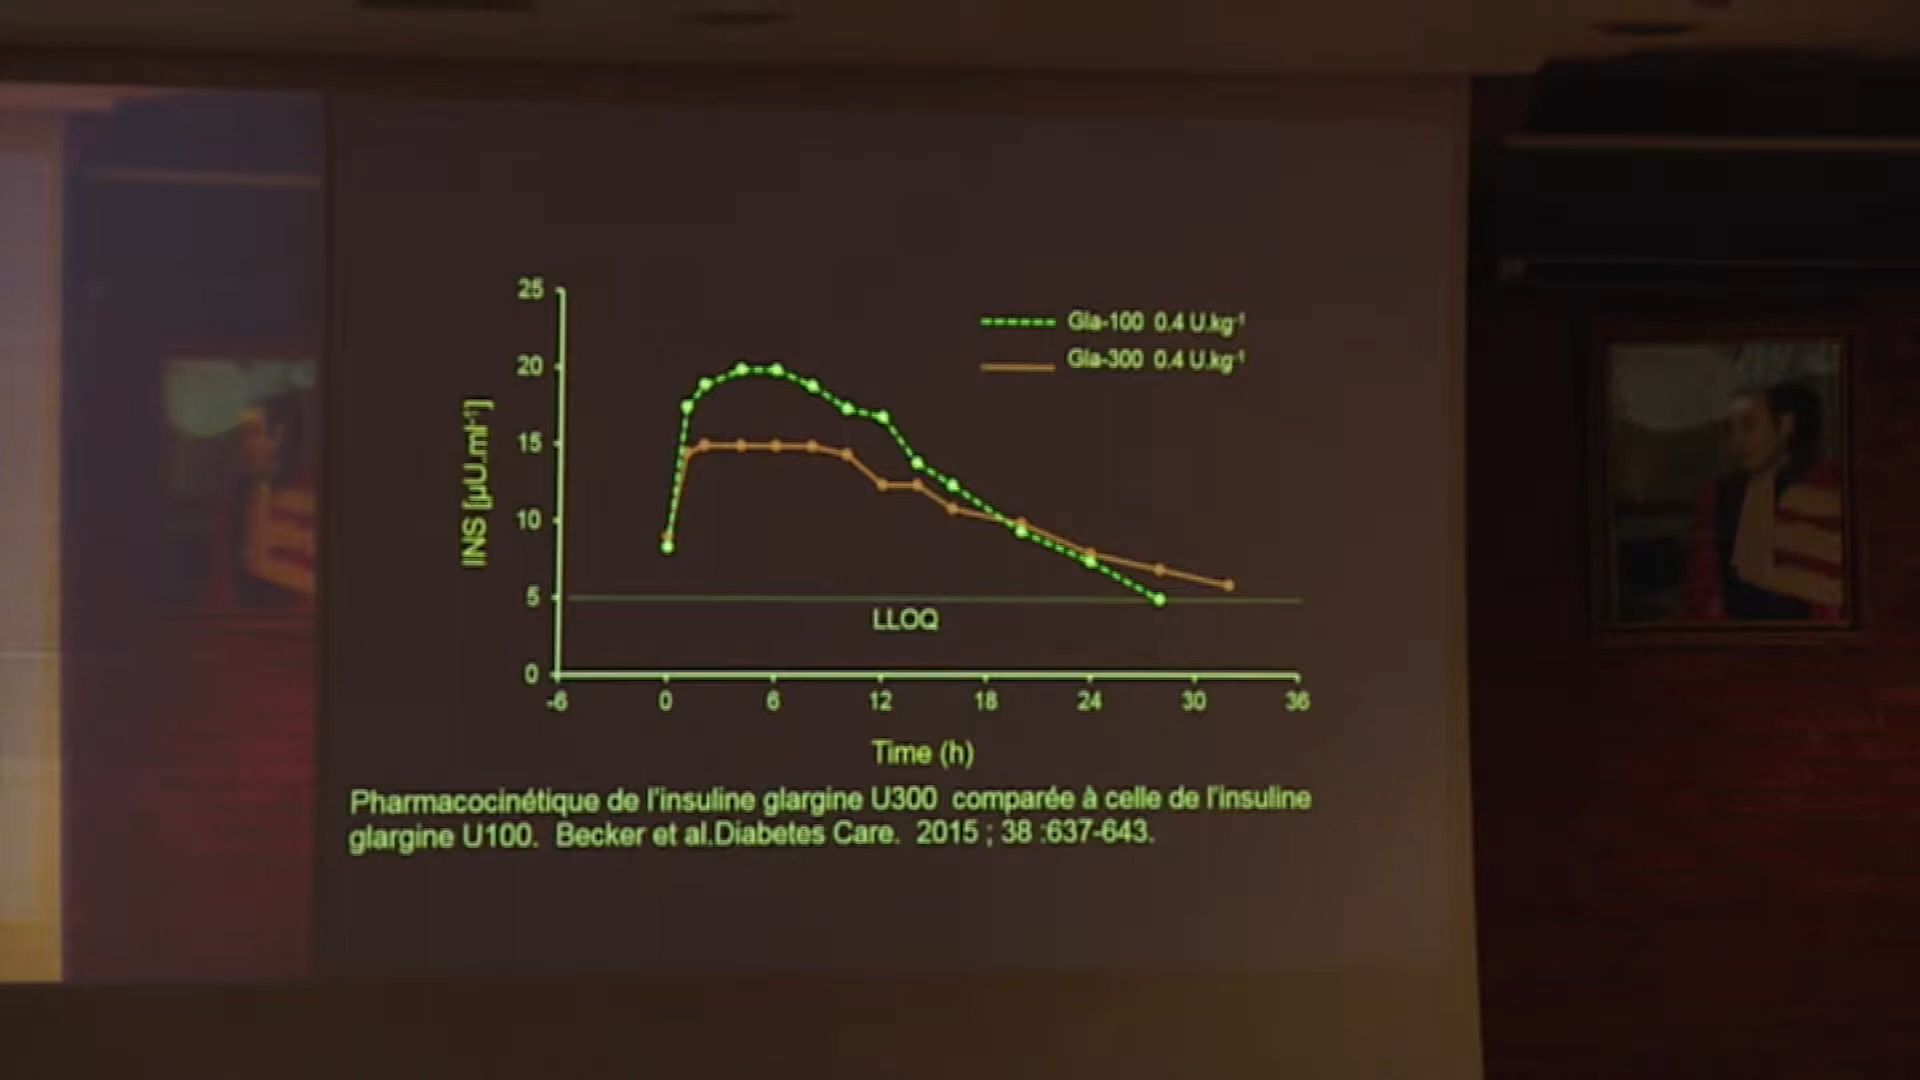 25
20
15
10
5
0
INS [µU.ml⁻¹]
Gla-100 0.4 U.kg⁻¹
Gla-300 0.4 U.kg⁻¹
LLOQ
-6 0 6 12 18 24 30 36
Time (h)
Pharmacocinétique de l'insuline glargine U300 comparée à celle de l'insuline
glargine U100. Becker et al.Diabetes Care. 2015 ; 38 :637-643.